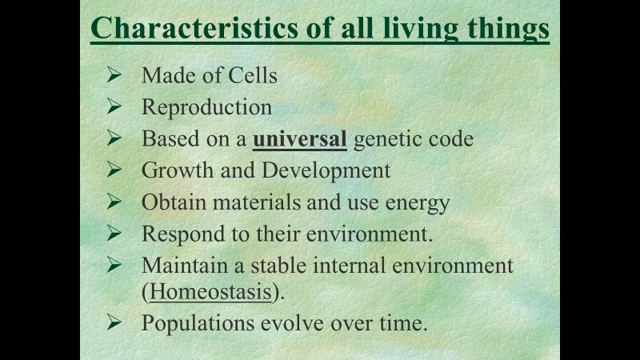 Characteristics of all living things
➢ Made of Cells
➢ Reproduction
➢ Based on a universal genetic code
➢ Growth and Development
➢ Obtain materials and use energy
➢ Respond to their environment.
➢ Maintain a stable internal environment
(Homeostasis).
➢ Populations evolve over time.